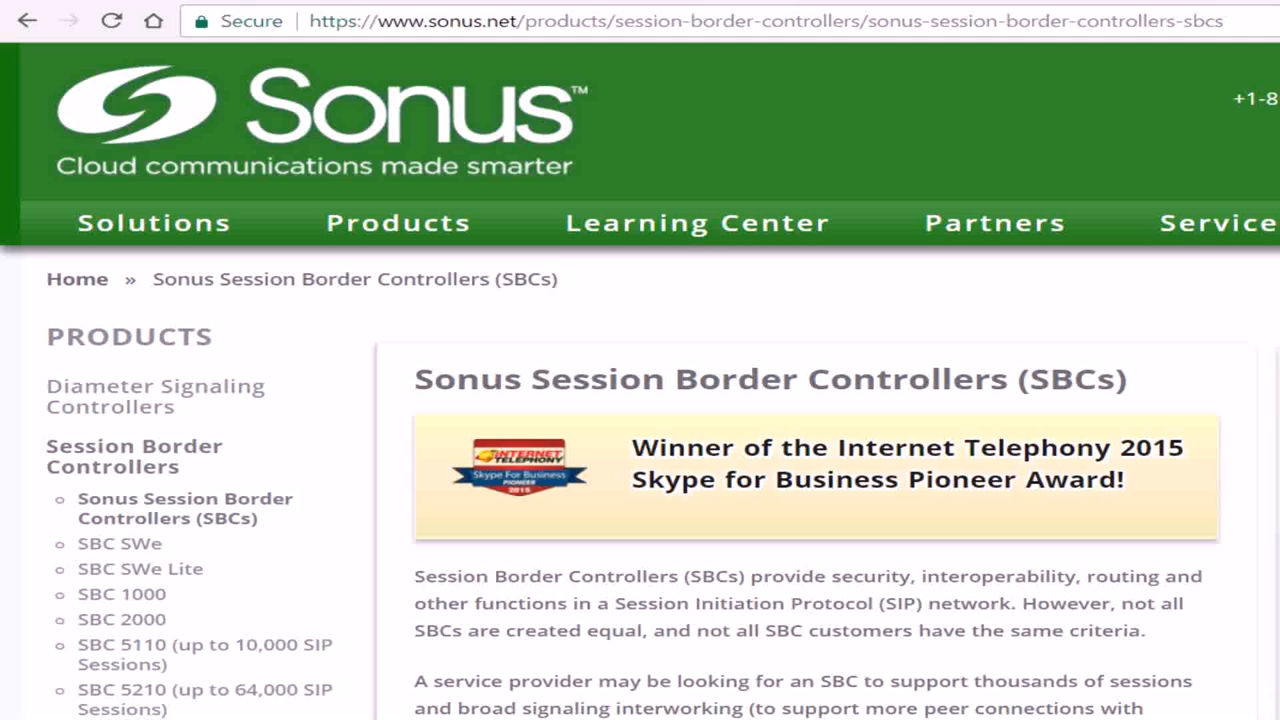 Secure | https://www.sonus.net/products/session-border-controllers/sonus-session-border-controllers-sbcs
Sonus™
Cloud communications made smarter
+1-8
Solutions Products Learning Center Partners Service
Home » Sonus Session Border Controllers (SBCs)
PRODUCTS
Diameter Signaling
Controllers
Session Border
Controllers
Sonus Session Border
Controllers (SBCs)
SBC SWe
SBC SWe Lite
SBC 1000
SBC 2000
SBC 5110 (up to 10,000 SIP
Sessions)
SBC 5210 (up to 64,000 SIP
Sessions)
Sonus Session Border Controllers (SBCs)
INTERNET
TELEPHONY
Skype For Business
PIONEER
2015
Winner of the Internet Telephony 2015
Skype for Business Pioneer Award!
Session Border Controllers (SBCs) provide security, interoperability, routing and
other functions in a Session Initiation Protocol (SIP) network. However, not all
SBCs are created equal, and not all SBC customers have the same criteria.
A service provider may be looking for an SBC to support thousands of sessions
and broad signaling interworking (to support more peer connections with